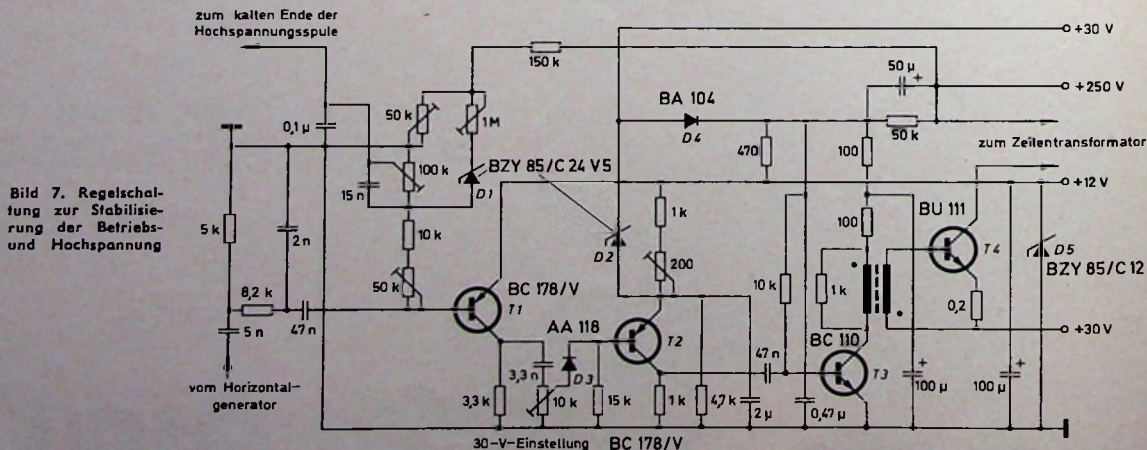 zum kalten Ende der
Hochspannungsspule
+30 V
150 k
50 µ
+
+250 V
BA 104
D4
50 k
50 k
1M
0,1 µ
zum Zeilentransformator
470
100
100 k
BZY 85/C 24 V 5
D1
15 n
+12 V
Bild 7. Regelschal-
tung zur Stabilisie-
rung der Betriebs-
und Hochspannung
5 k
2 n
10 k
1 k
100
BU 111
T4
D5
BZY 85/C 12
D2
200
50 k
8,2 k
BC 178/V
T1
10 k
1 k
0,2
5 n
47 n
AA 118
T2
BC 110
+30 V
D3
47 n
T3
+
100 µ
+
100 µ
vom Horizontal-
generator
3,3 n
3,3 k
10 k
15 k
1 k
4,7 k
2 µ
0,47 µ
30-V-Einstellung
BC 178/V